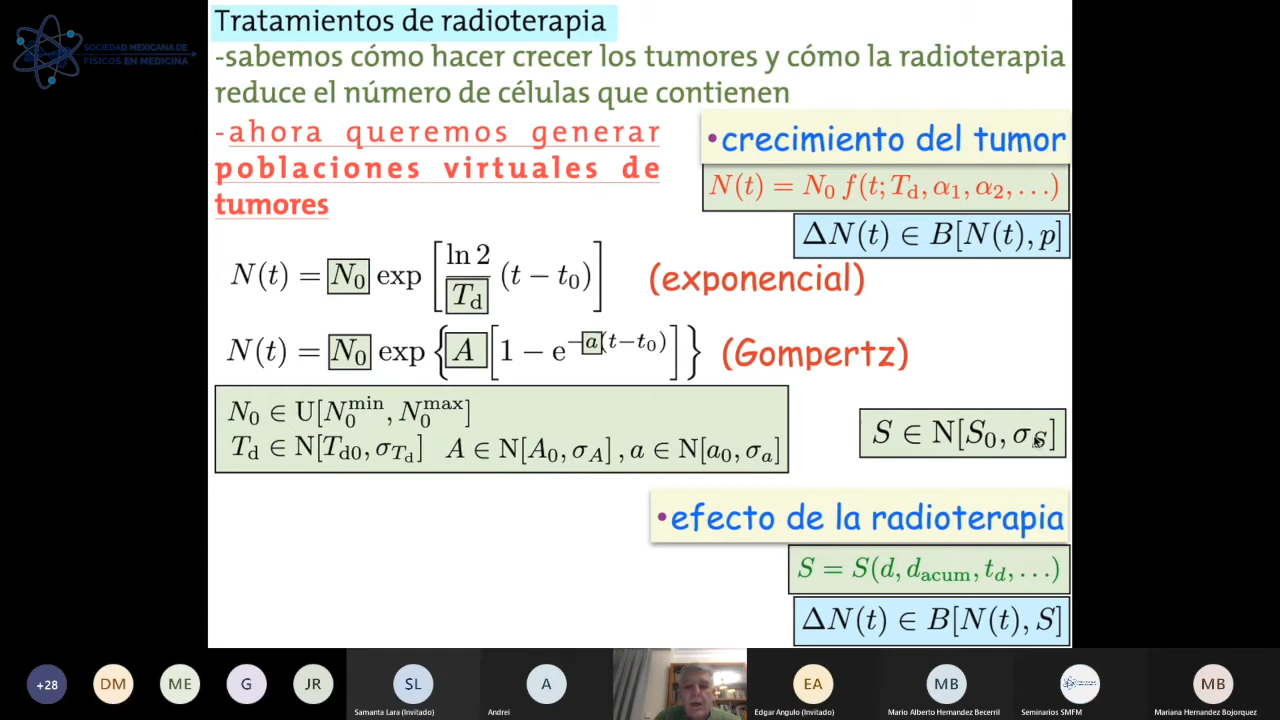 SOCIEDAD MEXICANA DE
FÍSICOS EN MEDICINA
Tratamientos de radioterapia
-sabemos cómo hacer crecer los tumores y cómo la radioterapia
reduce el número de células que contienen
-ahora queremos generar
poblaciones virtuales de
tumores
•crecimiento del tumor
N(t) = N₀ f(t; T_d, α₁, α₂, . . .)
ΔN(t) ∈ B[N(t), p]
N(t) = N₀ exp [ln 2 / T_d (t − t₀)] (exponencial)
N(t) = N₀ exp {A [1 − e^−a(t−t₀)]} (Gompertz)
N₀ ∈ U[N₀^min, N₀^max]
T_d ∈ N[T_d0, σ_T_d] A ∈ N[A₀, σ_A] , a ∈ N[a₀, σ_a]
S ∈ N[S₀, σ_S]
•efecto de la radioterapia
S = S(d, d_acum, t_d, . . .)
ΔN(t) ∈ B[N(t), S]
+28
DM
ME
G
JR
SL
Samanta Lara (Invitado)
A
Andrei
EA
Edgar Angulo (Invitado)
MB
Mario Alberto Hernandez Becerril
Seminarios SMFM
MB
Mariana Hernandez Bojorquez